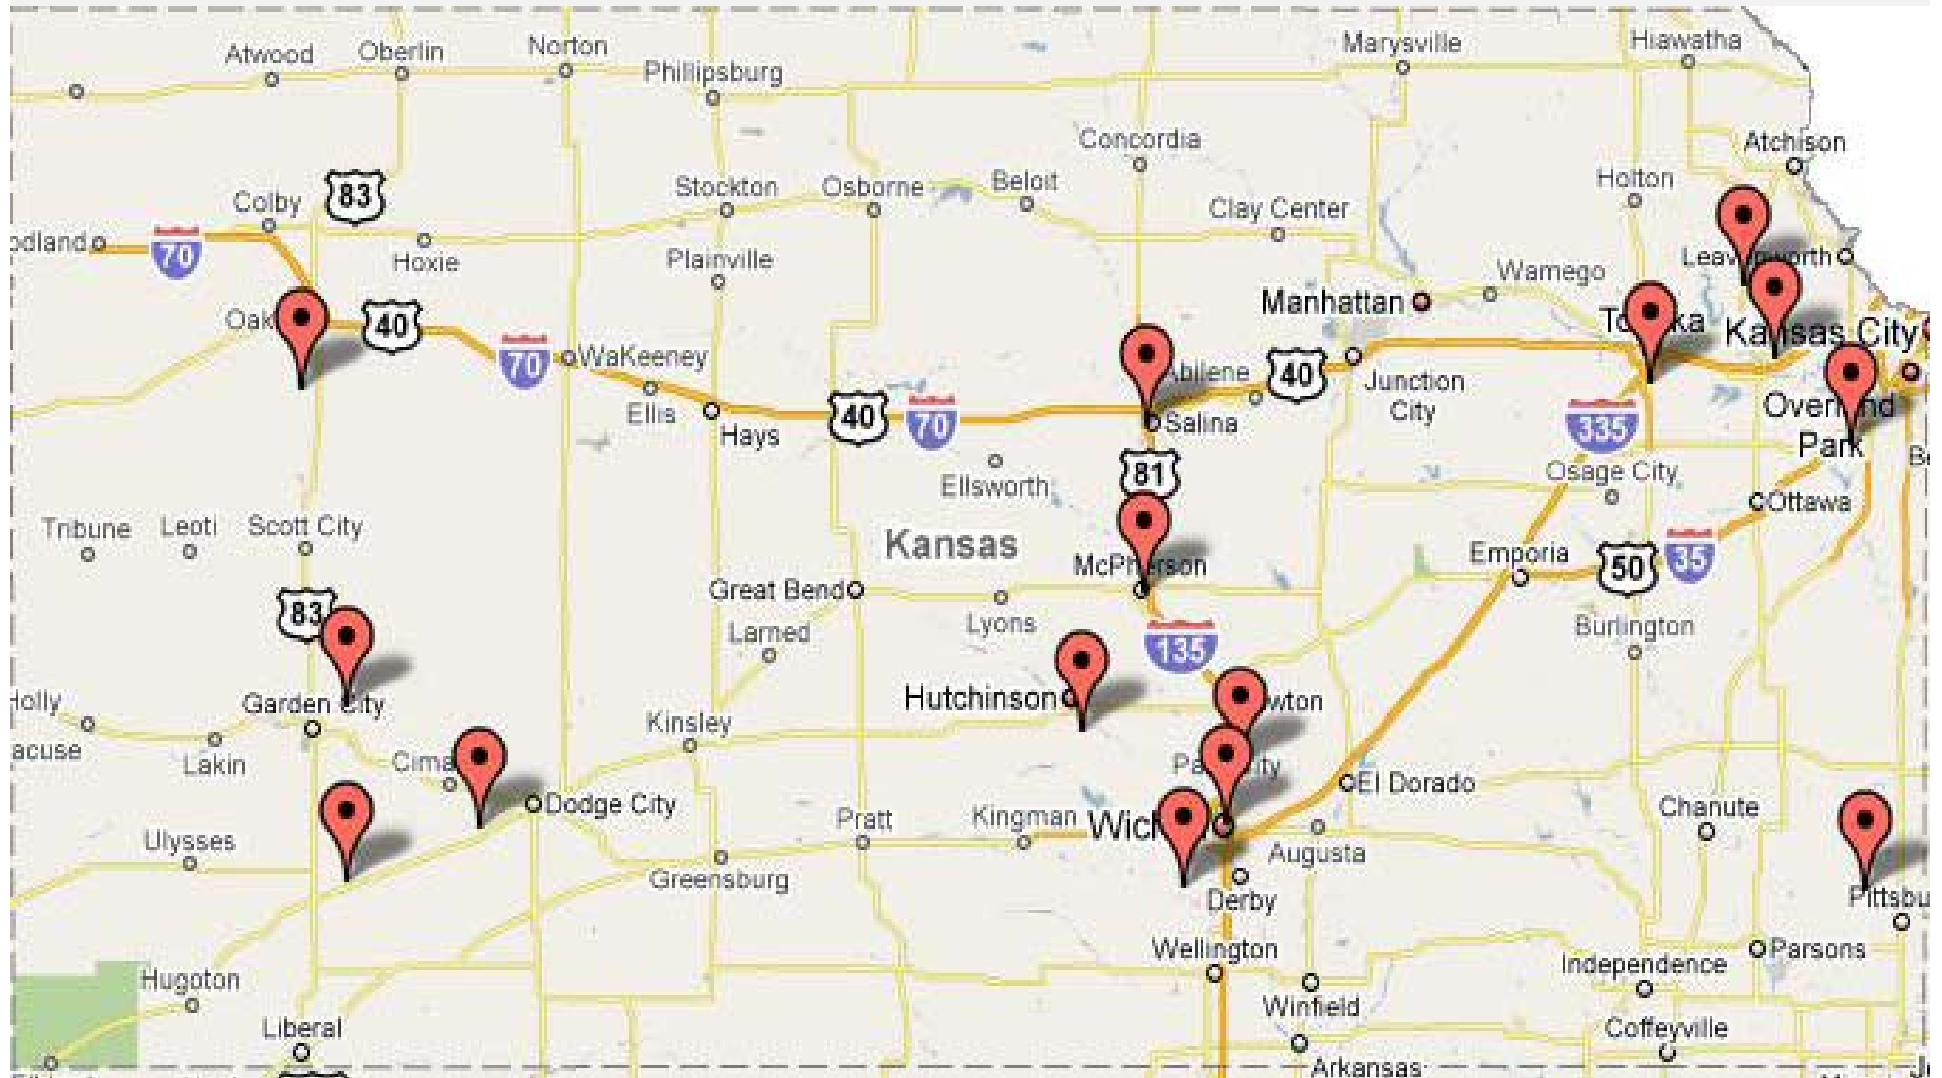 Atwood
Oberlin
Norton
Phillipsburg
Marysville
Hiawatha
Concordia
Atchison
Colby
83
Stockton
Osborne
Beloit
Clay Center
Holton
70
Hoxie
Plainville
Wamego
Manhattan
40
70
WaKeeney
Ellis
Hays
40
70
Salina
40
Junction
City
Kansas City
335
Park
81
Ellsworth
Osage City
Ottawa
Tribune
Leoti
Scott City
Kansas
McPherson
Emporia
50
35
83
Great Bend
Lyons
Larned
135
Burlington
Garden City
Hutchinson
Lakin
Kinsley
Dodge City
El Dorado
Ulysses
Pratt
Kingman
Chanute
Augusta
Greensburg
Derby
Wellington
Parsons
Independence
Hugoton
Winfield
Liberal
Coffeyville
Arkansas